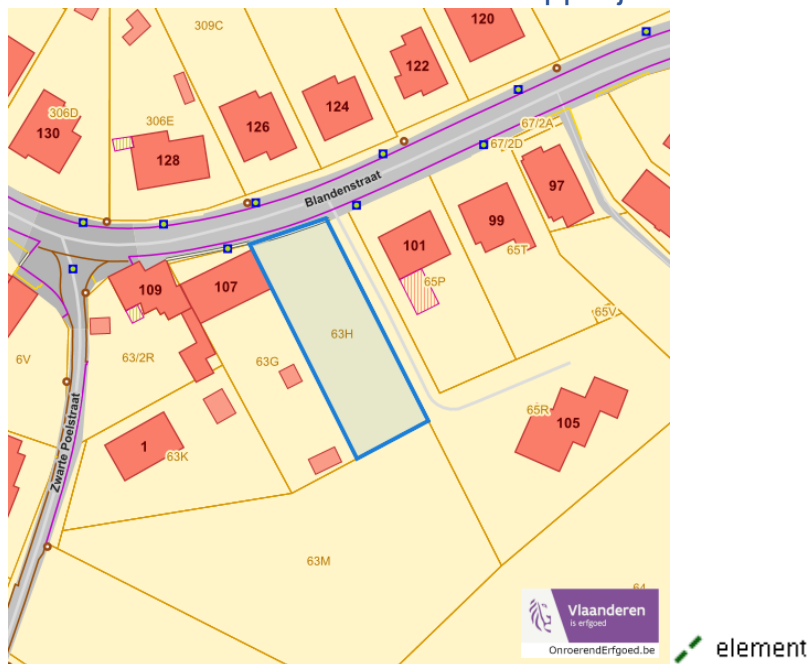 120
309C
122
124
306D
130
306E
126
128
67/2A
67/2D
97
Blandenstraat
99
101
65T
65P
109
107
65V
63H
6V
63/2R
63G
65R
105
Zwarte Poelstraat
1
63K
63M
Vlaanderen
is erfgoed
OnroerendErfgoed.be
element